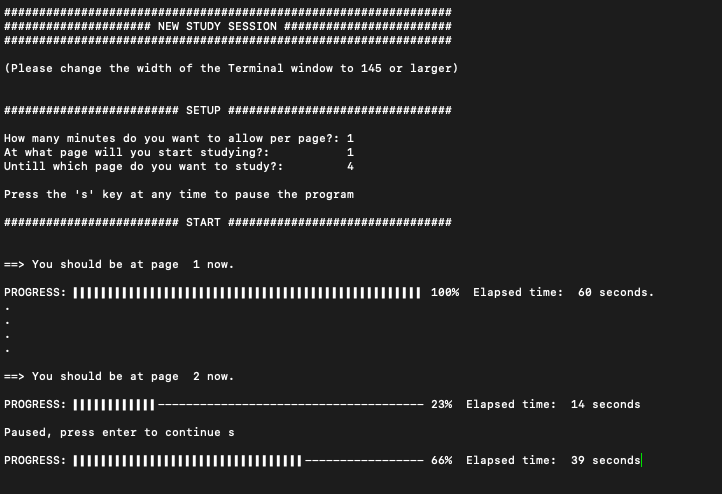 ################################################################
##################### NEW STUDY SESSION ########################
################################################################
(Please change the width of the Terminal window to 145 or larger)
######################### SETUP ################################
How many minutes do you want to allow per page?: 1
At what page will you start studying?: 1
Untill which page do you want to study?: 4
Press the 's' key at any time to pause the program
######################### START ################################
==> You should be at page  1 now.
PROGRESS: ▌▌▌▌▌▌▌▌▌▌▌▌▌▌▌▌▌▌▌▌▌▌▌▌▌▌▌▌▌▌▌▌▌▌▌▌▌▌▌▌▌▌▌▌▌▌▌▌▌▌ 100%  Elapsed time:  60 seconds.
.
.
.
.
==> You should be at page  2 now.
PROGRESS: ▌▌▌▌▌▌▌▌▌▌▌▌-------------------------------------- 23%  Elapsed time:  14 seconds
Paused, press enter to continue s
PROGRESS: ▌▌▌▌▌▌▌▌▌▌▌▌▌▌▌▌▌▌▌▌▌▌▌▌▌▌▌▌▌▌▌▌▌----------------- 66%  Elapsed time:  39 seconds